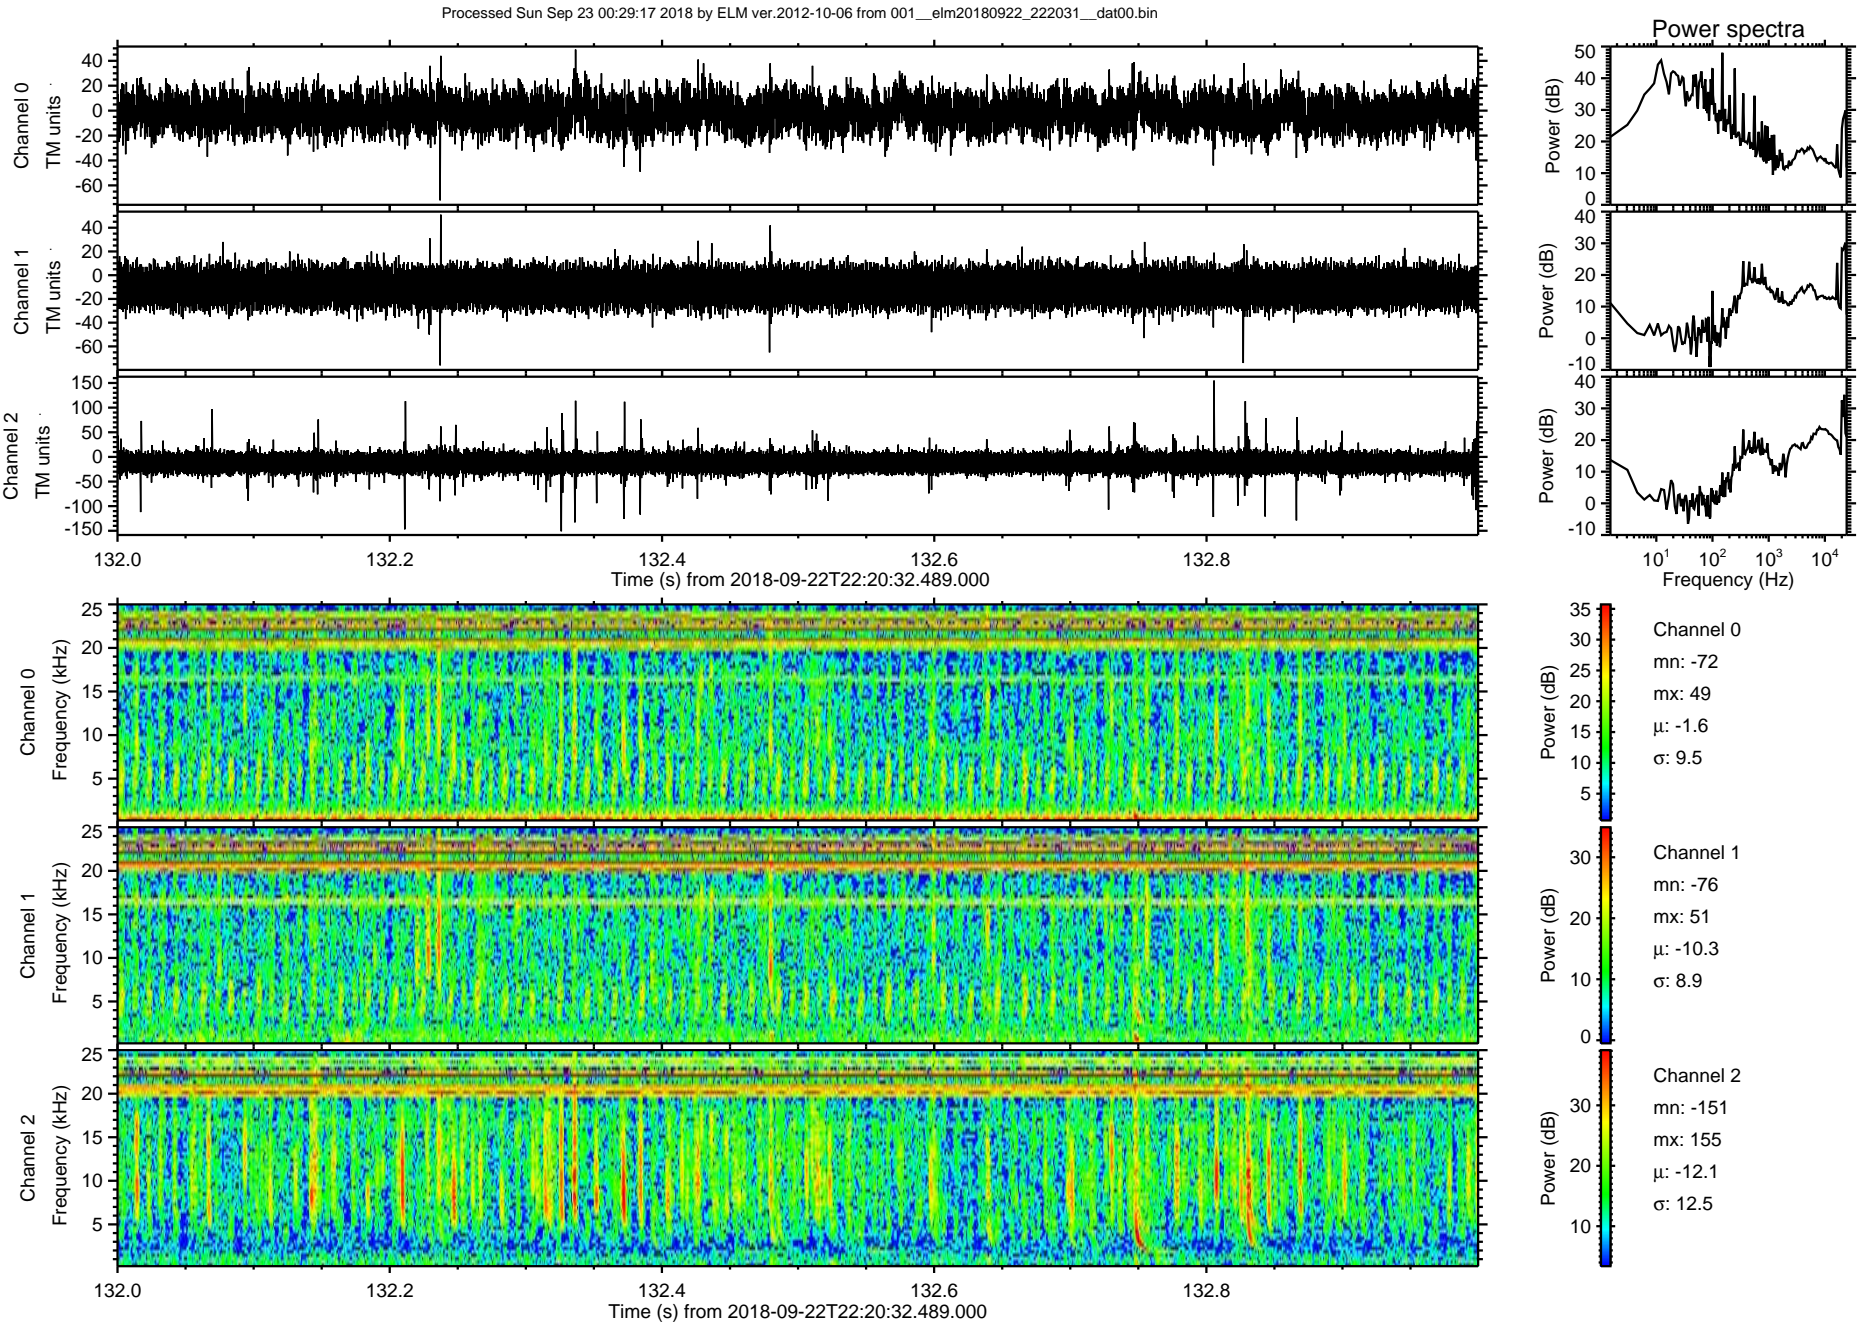 Processed Sun Sep 23 00:29:17 2018 by ELM ver.2012-10-06 from 001__elm20180922_222031__dat00.bin
Power spectra
Channel 0
TM units
40
20
0
-20
-40
-60
Power (dB)
50
40
30
20
10
0
Channel 1
TM units
40
20
0
-20
-40
-60
Power (dB)
40
30
20
10
0
-10
Channel 2
TM units
150
100
50
0
-50
-100
-150
Power (dB)
40
30
20
10
0
-10
132.0 132.2 132.4 132.6 132.8
Time (s) from 2018-09-22T22:20:32.489.000
10^1 10^2 10^3 10^4
Frequency (Hz)
Channel 0
Frequency (kHz)
25
20
15
10
5
Power (dB)
35
30
25
20
15
10
5
Channel 0
mn: -72
mx: 49
μ: -1.6
σ: 9.5
Channel 1
Frequency (kHz)
25
20
15
10
5
Power (dB)
30
20
10
0
Channel 1
mn: -76
mx: 51
μ: -10.3
σ: 8.9
Channel 2
Frequency (kHz)
25
20
15
10
5
Power (dB)
30
20
10
Channel 2
mn: -151
mx: 155
μ: -12.1
σ: 12.5
132.0 132.2 132.4 132.6 132.8
Time (s) from 2018-09-22T22:20:32.489.000